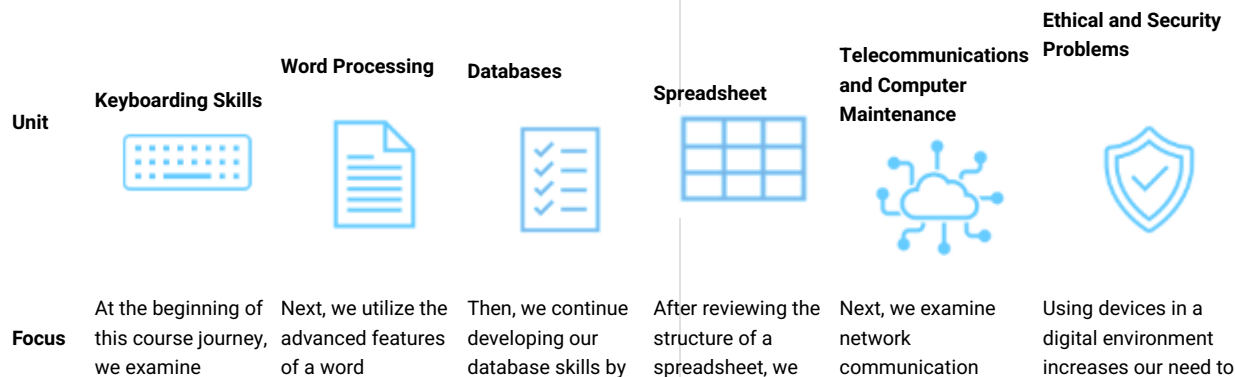 Unit
Keyboarding Skills
Word Processing
Databases
Spreadsheet
Telecommunications
and Computer
Maintenance
Ethical and Security
Problems
Focus
At the beginning of
this course journey,
we examine
Next, we utilize the
advanced features
of a word
Then, we continue
developing our
database skills by
After reviewing the
structure of a
spreadsheet, we
Next, we examine
network
communication
Using devices in a
digital environment
increases our need to